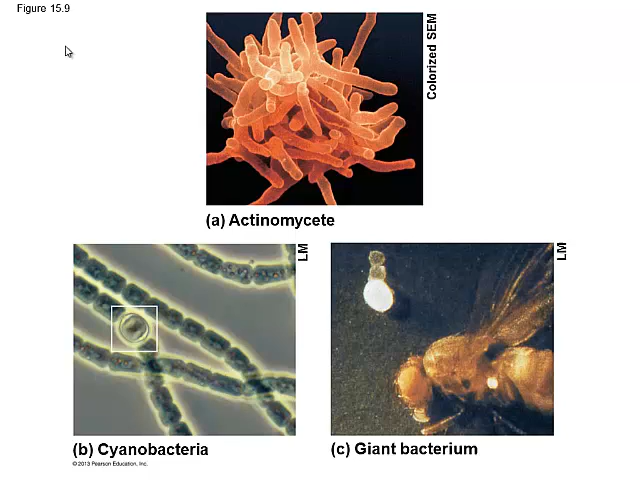 Figure 15.9
Colorized SEM
(a) Actinomycete
LM
LM
(b) Cyanobacteria
(c) Giant bacterium
© 2013 Pearson Education, Inc.